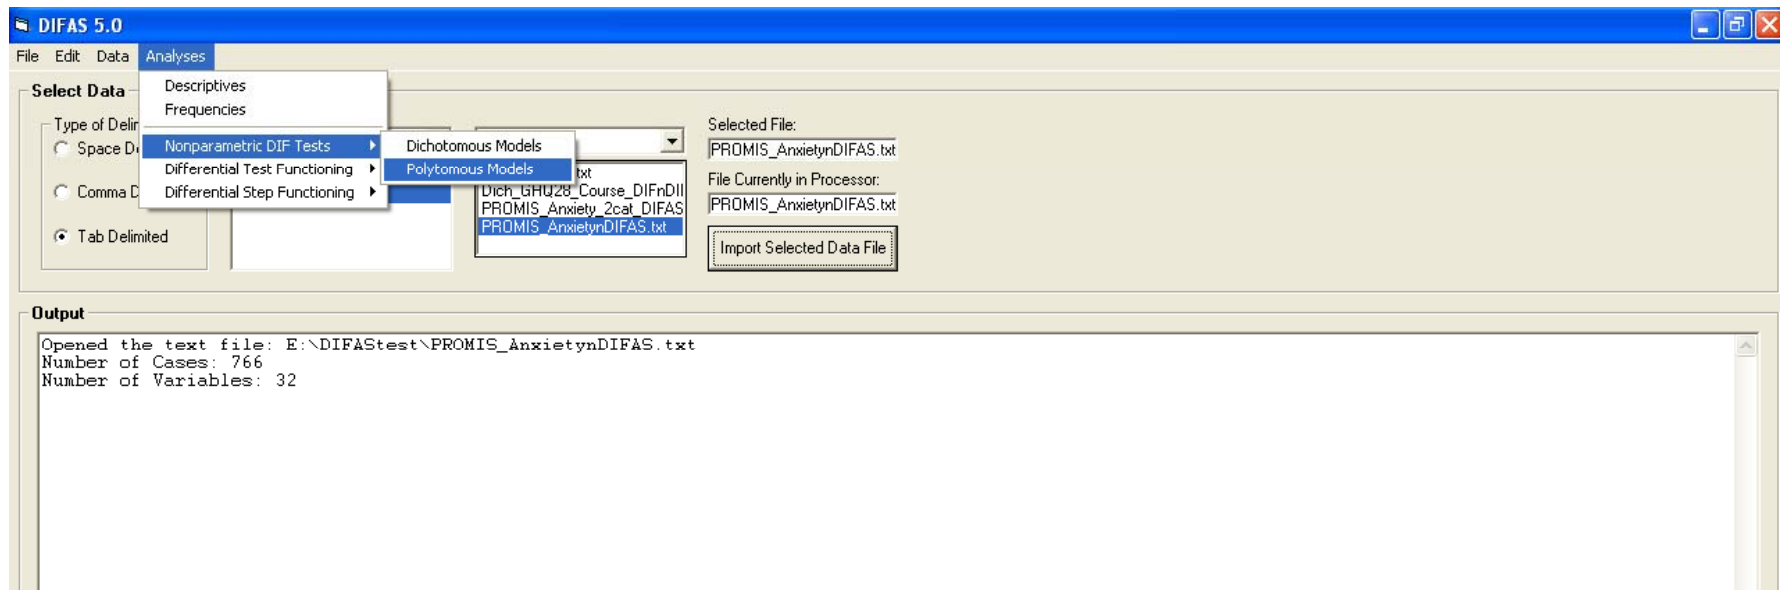 DIFAS 5.0
File Edit Data Analyses
Select Data
Descriptives
Frequencies
Nonparametric DIF Tests
Differential Test Functioning
Differential Step Functioning
Dichotomous Models
Polytomous Models
Type of
Space
Comma
Tab Delimited
txt
Dich_GHQ28_Course_DIFnDII
PROMIS_Anxiety_2cat_DIFAS
PROMIS_AnxietynDIFAS.txt
Selected File:
PROMIS_AnxietynDIFAS.txt
File Currently in Processor:
PROMIS_AnxietynDIFAS.txt
Import Selected Data File
Output
Opened the text file: E:\DIFAStest\PROMIS_AnxietynDIFAS.txt
Number of Cases: 766
Number of Variables: 32